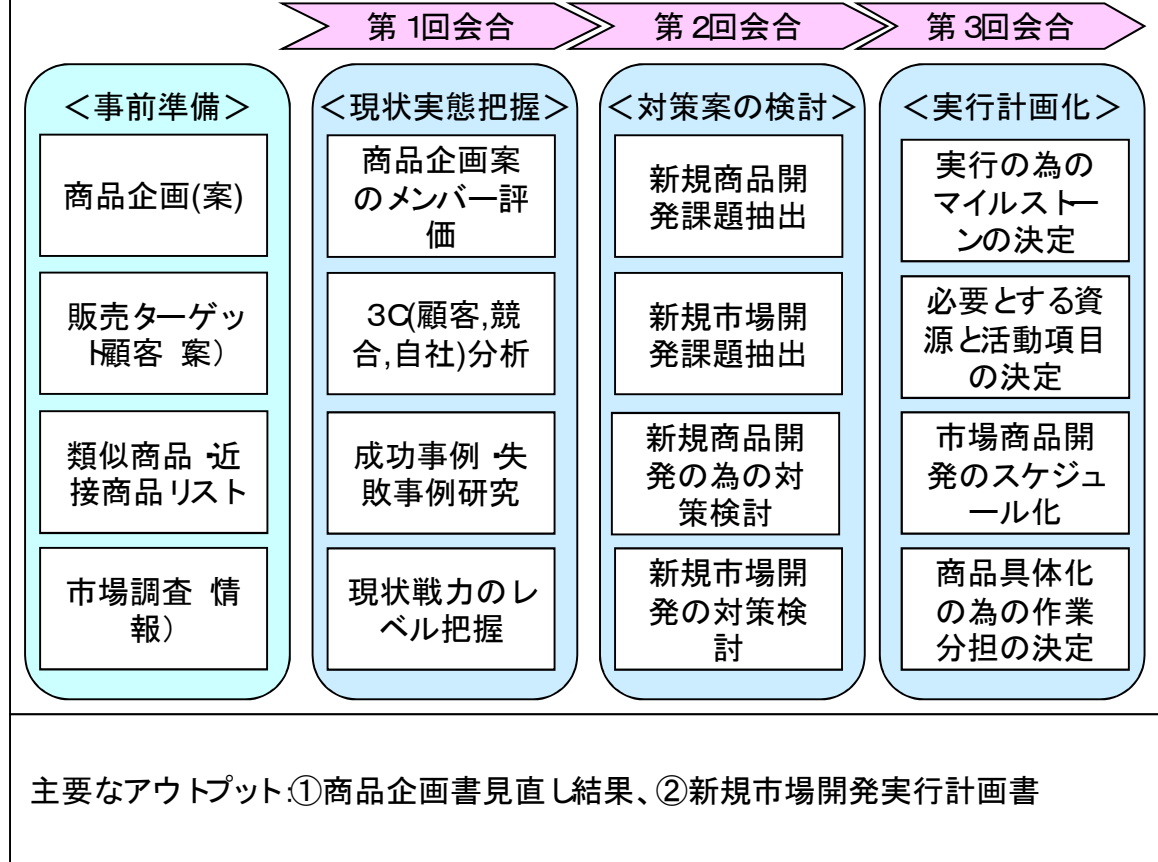 第 1回会合
第 2回会合
第 3回会合
＜事前準備＞
商品企画(案)
販売ターゲッ
ト顧客 案）
類似商品・近
接商品リスト
市場調査 情
報）
＜現状実態把握＞
商品企画案
のメンバー評
価
3C(顧客,競
合,自社)分析
成功事例・失
敗事例研究
現状戦力のレ
ベル把握
＜対策案の検討＞
新規商品開
発課題抽出
新規市場開
発課題抽出
新規商品開
発の為の対
策検討
新規市場開
発の対策検
討
＜実行計画化＞
実行の為の
マイルストー
ンの決定
必要とする資
源と活動項目
の決定
市場商品開
発のスケジュ
ール化
商品具体化
の為の作業
分担の決定
主要なアウトプット:①商品企画書見直し結果、②新規市場開発実行計画書